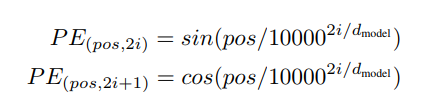 PE(pos,2i) = sin(pos/10000^2i/d_model)
PE(pos,2i+1) = cos(pos/10000^2i/d_model)